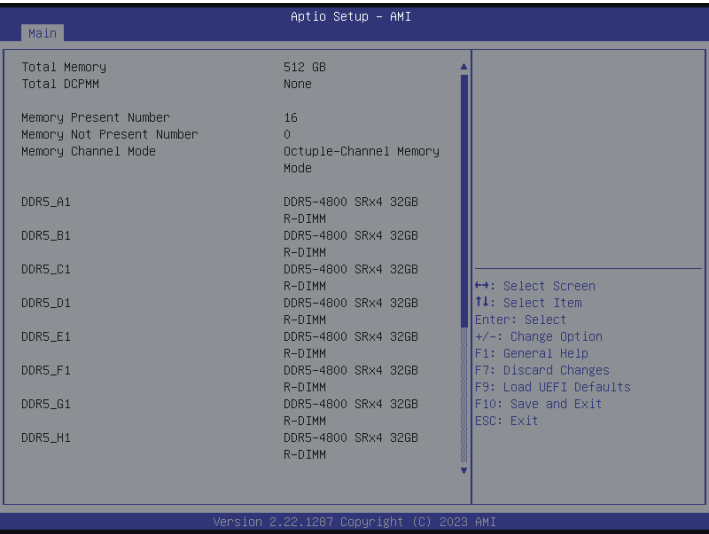 Aptio Setup – AMI
Main
Total Memory 512 GB
Total DCPMM None
Memory Present Number 16
Memory Not Present Number 0
Memory Channel Mode Octuple-Channel Memory
Mode
DDR5_A1 DDR5-4800 SRx4 32GB
R-DIMM
DDR5_B1 DDR5-4800 SRx4 32GB
R-DIMM
DDR5_C1 DDR5-4800 SRx4 32GB
R-DIMM
DDR5_D1 DDR5-4800 SRx4 32GB
R-DIMM
DDR5_E1 DDR5-4800 SRx4 32GB
R-DIMM
DDR5_F1 DDR5-4800 SRx4 32GB
R-DIMM
DDR5_G1 DDR5-4800 SRx4 32GB
R-DIMM
DDR5_H1 DDR5-4800 SRx4 32GB
R-DIMM
↔: Select Screen
↑↓: Select Item
Enter: Select
+/-: Change Option
F1: General Help
F7: Discard Changes
F9: Load UEFI Defaults
F10: Save and Exit
ESC: Exit
Version 2.22.1287 Copyright (C) 2023 AMI